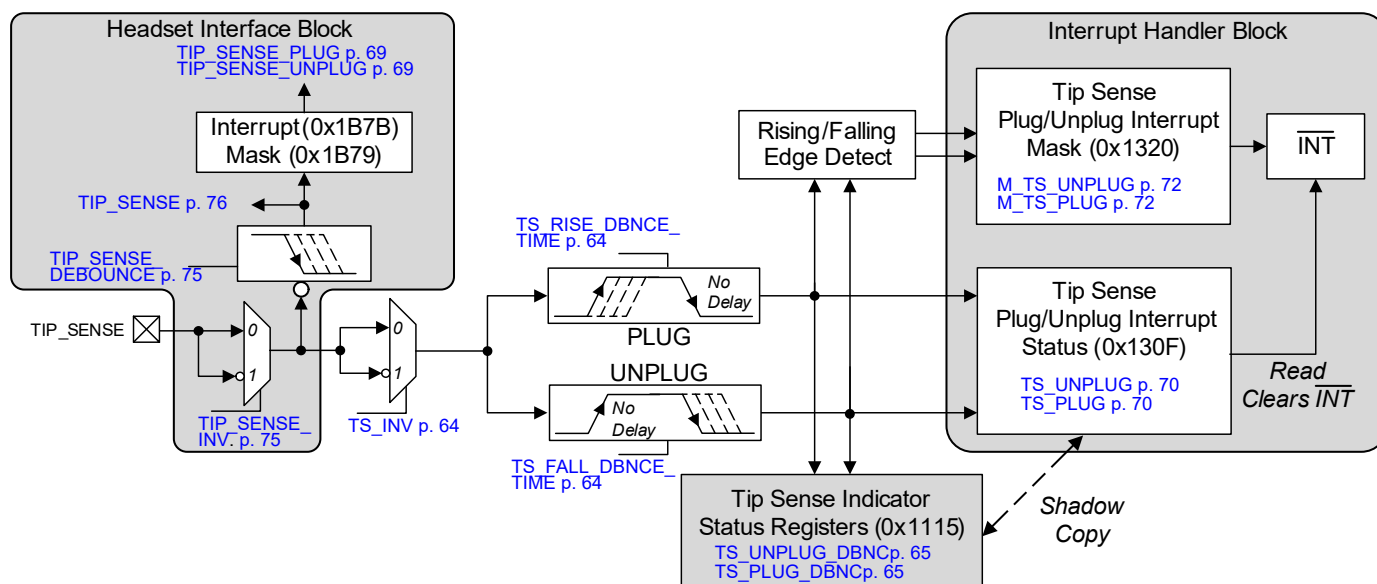 Headset Interface Block
TIP_SENSE_PLUG p. 69
TIP_SENSE_UNPLUG p. 69
Interrupt (0x1B7B)
Mask (0x1B79)
TIP_SENSE p. 76
TIP_SENSE_
DEBOUNCE p. 75
TIP_SENSE
0
1
TIP_SENSE_
INV. p. 75
0
1
TS_INV p. 64
TS_RISE_DBNCE_
TIME p. 64
No
Delay
PLUG
UNPLUG
No
Delay
TS_FALL_DBNCE_
TIME p. 64
Rising/Falling
Edge Detect
Tip Sense Indicator
Status Registers (0x1115)
TS_UNPLUG_DBNCp. 65
TS_PLUG_DBNCp. 65
Interrupt Handler Block
Tip Sense
Plug/Unplug Interrupt
Mask (0x1320)
M_TS_UNPLUG p. 72
M_TS_PLUG p. 72
INT
Tip Sense
Plug/Unplug Interrupt
Status (0x130F)
TS_UNPLUG p. 70
TS_PLUG p. 70
Read
Clears INT
Shadow
Copy